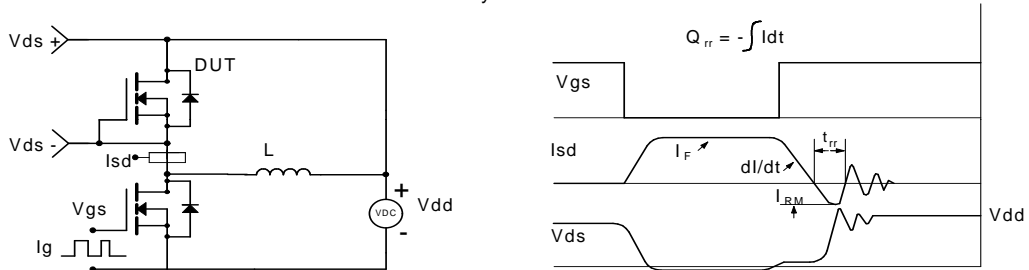 Vds +
DUT
Vds -
Isd
L
Vgs
Ig
+
VDC
-
Vdd
Q rr = - ∫ Idt
Vgs
Isd
I F
dI/dt
t rr
I RM
Vds
Vdd